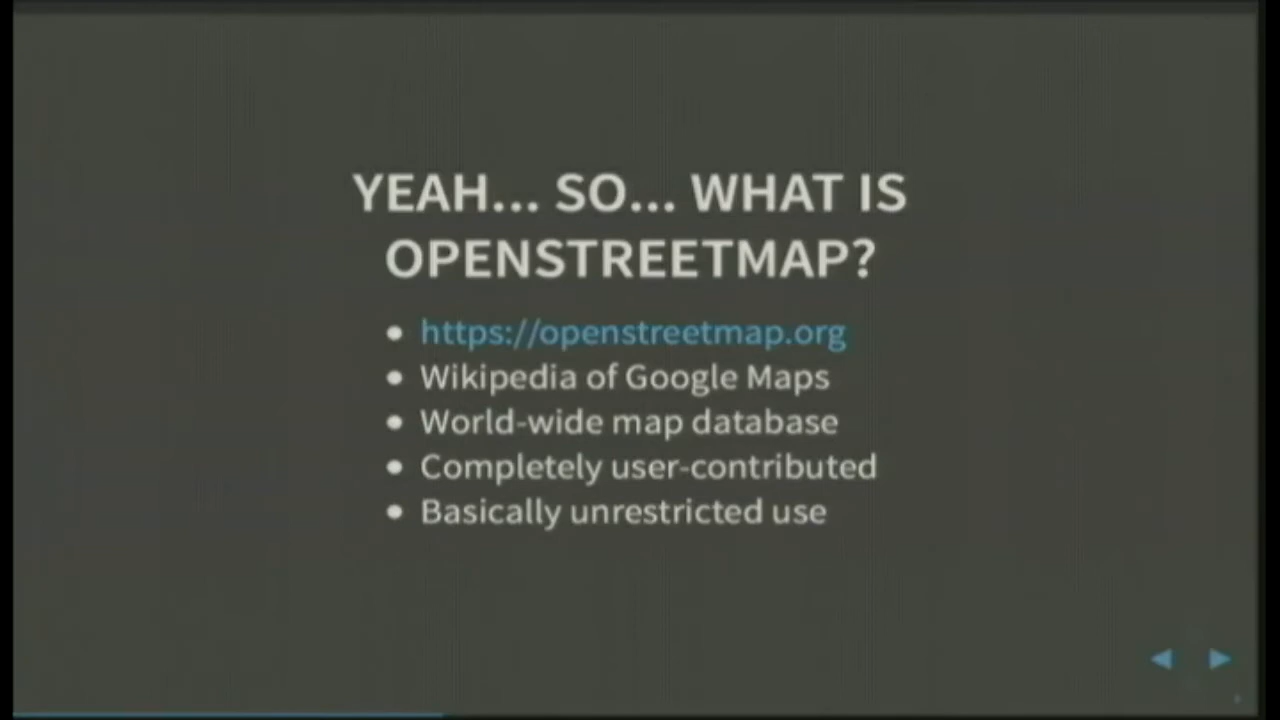 YEAH... SO... WHAT IS
OPENSTREETMAP?
https://openstreetmap.org
Wikipedia of Google Maps
World-wide map database
Completely user-contributed
Basically unrestricted use